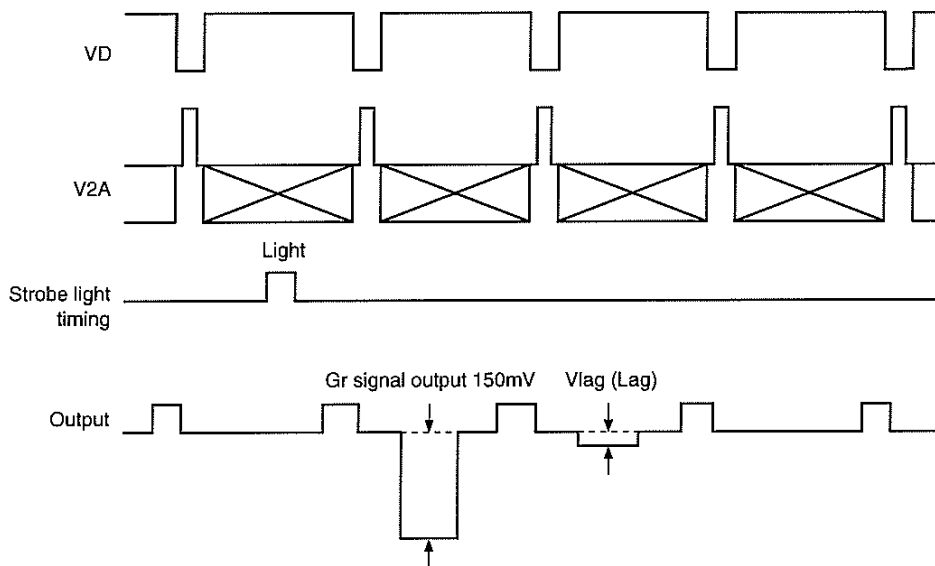 VD
V2A
Light
Strobe light
timing
Gr signal output 150mV
Vlag (Lag)
Output